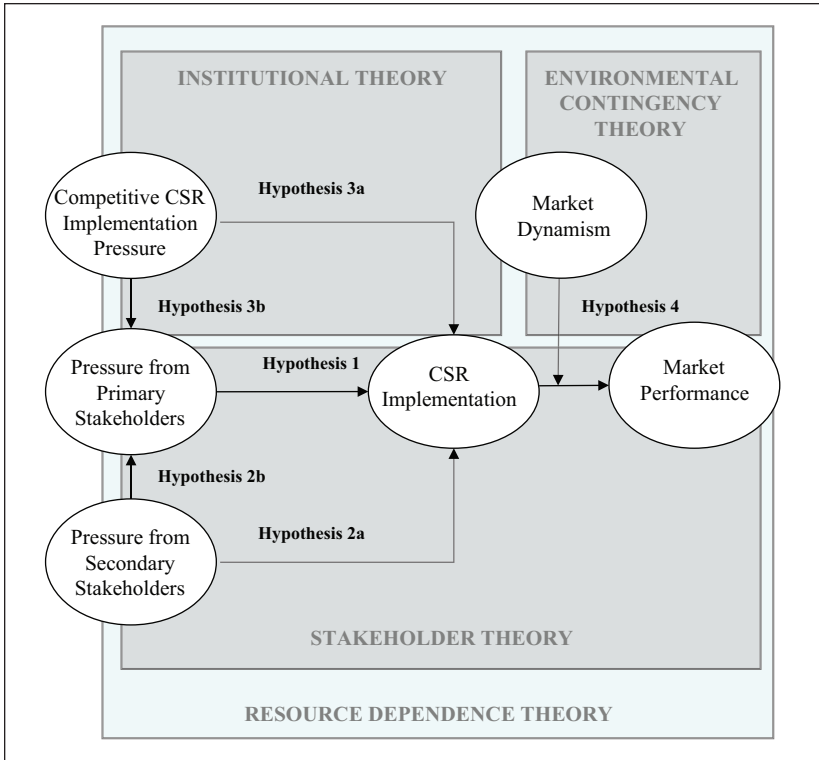 INSTITUTIONAL THEORY
ENVIRONMENTAL
CONTINGENCY
THEORY
Competitive CSR
Implementation
Pressure
Hypothesis 3a
Market
Dynamism
Hypothesis 3b
Hypothesis 4
Pressure from
Primary
Stakeholders
Hypothesis 1
CSR
Implementation
Market
Performance
Hypothesis 2b
Pressure from
Secondary
Stakeholders
Hypothesis 2a
STAKEHOLDER THEORY
RESOURCE DEPENDENCE THEORY